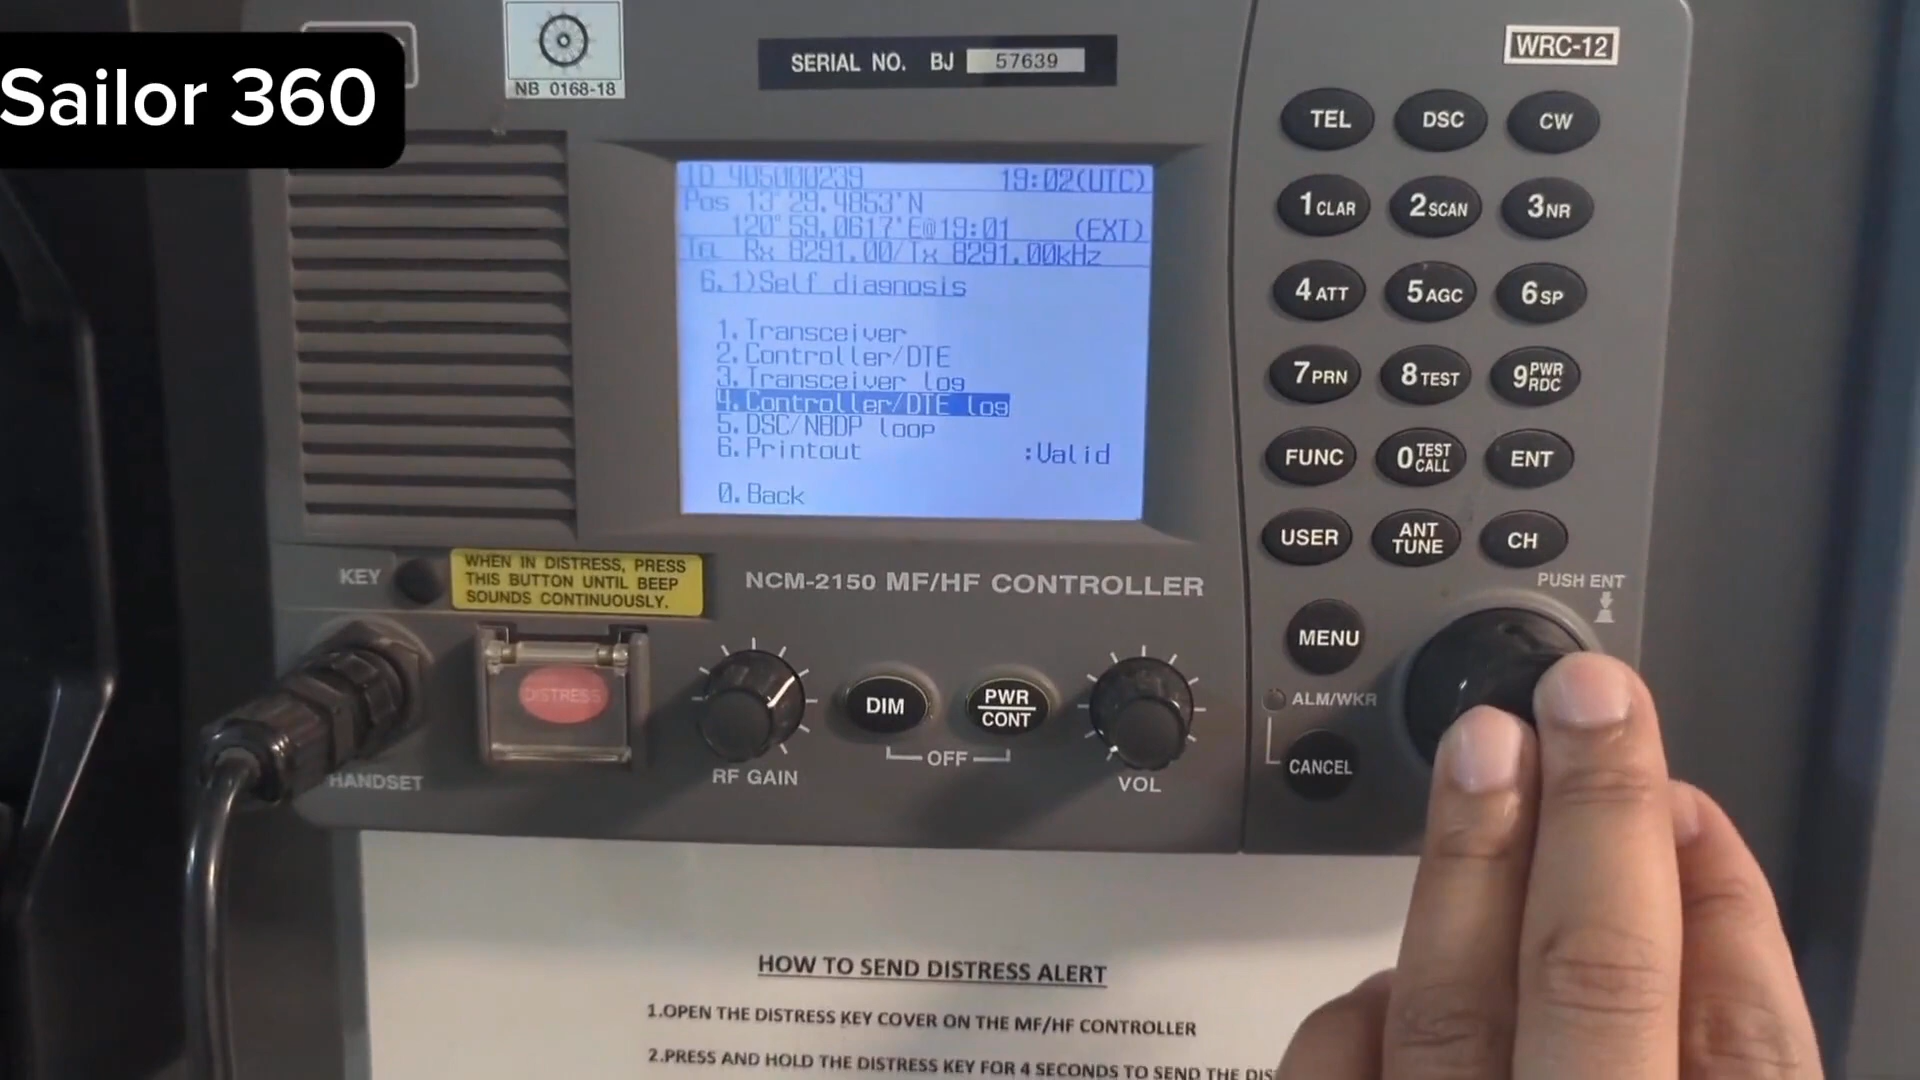 Sailor 360
NB 0168-18
SERIAL NO. BJ 57639
WRC-12
ID 405000239 19:02(UTC)
Pos 13°29.4853'N
120°59.0617'E@19:01 (EXT)
TEL Rx 8291.00/Tx 8291.00kHz
6.1)Self diagnosis
1.Transceiver
2.Controller/DTE
3.Transceiver log
4.Controller/DTE log
5.DSC/NBDP loop
6.Printout :Valid
0.Back
TEL DSC CW
1 CLAR 2 SCAN 3 NR
4 ATT 5 AGC 6 SP
7 PRN 8 TEST 9 PWR RDC
FUNC 0 TEST CALL ENT
USER ANT TUNE CH
PUSH ENT
MENU
ALM/WKR
CANCEL
KEY
WHEN IN DISTRESS, PRESS
THIS BUTTON UNTIL BEEP
SOUNDS CONTINUOUSLY.
NCM-2150 MF/HF CONTROLLER
DISTRESS
DIM
PWR
CONT
OFF
HANDSET
RF GAIN
VOL
HOW TO SEND DISTRESS ALERT
1.OPEN THE DISTRESS KEY COVER ON THE MF/HF CONTROLLER
2.PRESS AND HOLD THE DISTRESS KEY FOR 4 SECONDS TO SEND THE